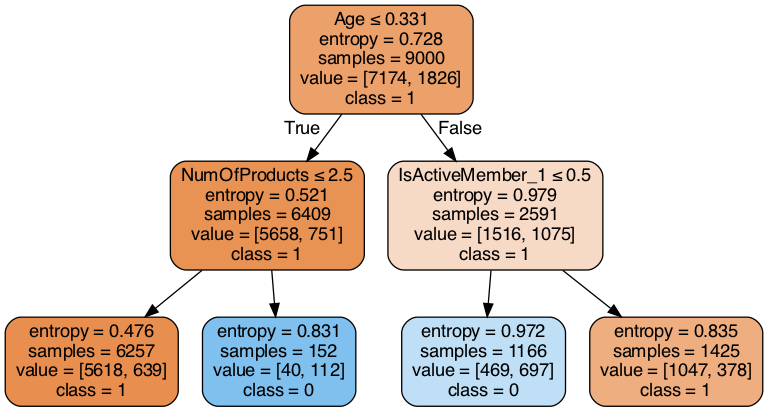 Age ≤ 0.331
entropy = 0.728
samples = 9000
value = [7174, 1826]
class = 1
True
False
NumOfProducts ≤ 2.5
entropy = 0.521
samples = 6409
value = [5658, 751]
class = 1
IsActiveMember_1 ≤ 0.5
entropy = 0.979
samples = 2591
value = [1516, 1075]
class = 1
entropy = 0.476
samples = 6257
value = [5618, 639]
class = 1
entropy = 0.831
samples = 152
value = [40, 112]
class = 0
entropy = 0.972
samples = 1166
value = [469, 697]
class = 0
entropy = 0.835
samples = 1425
value = [1047, 378]
class = 1